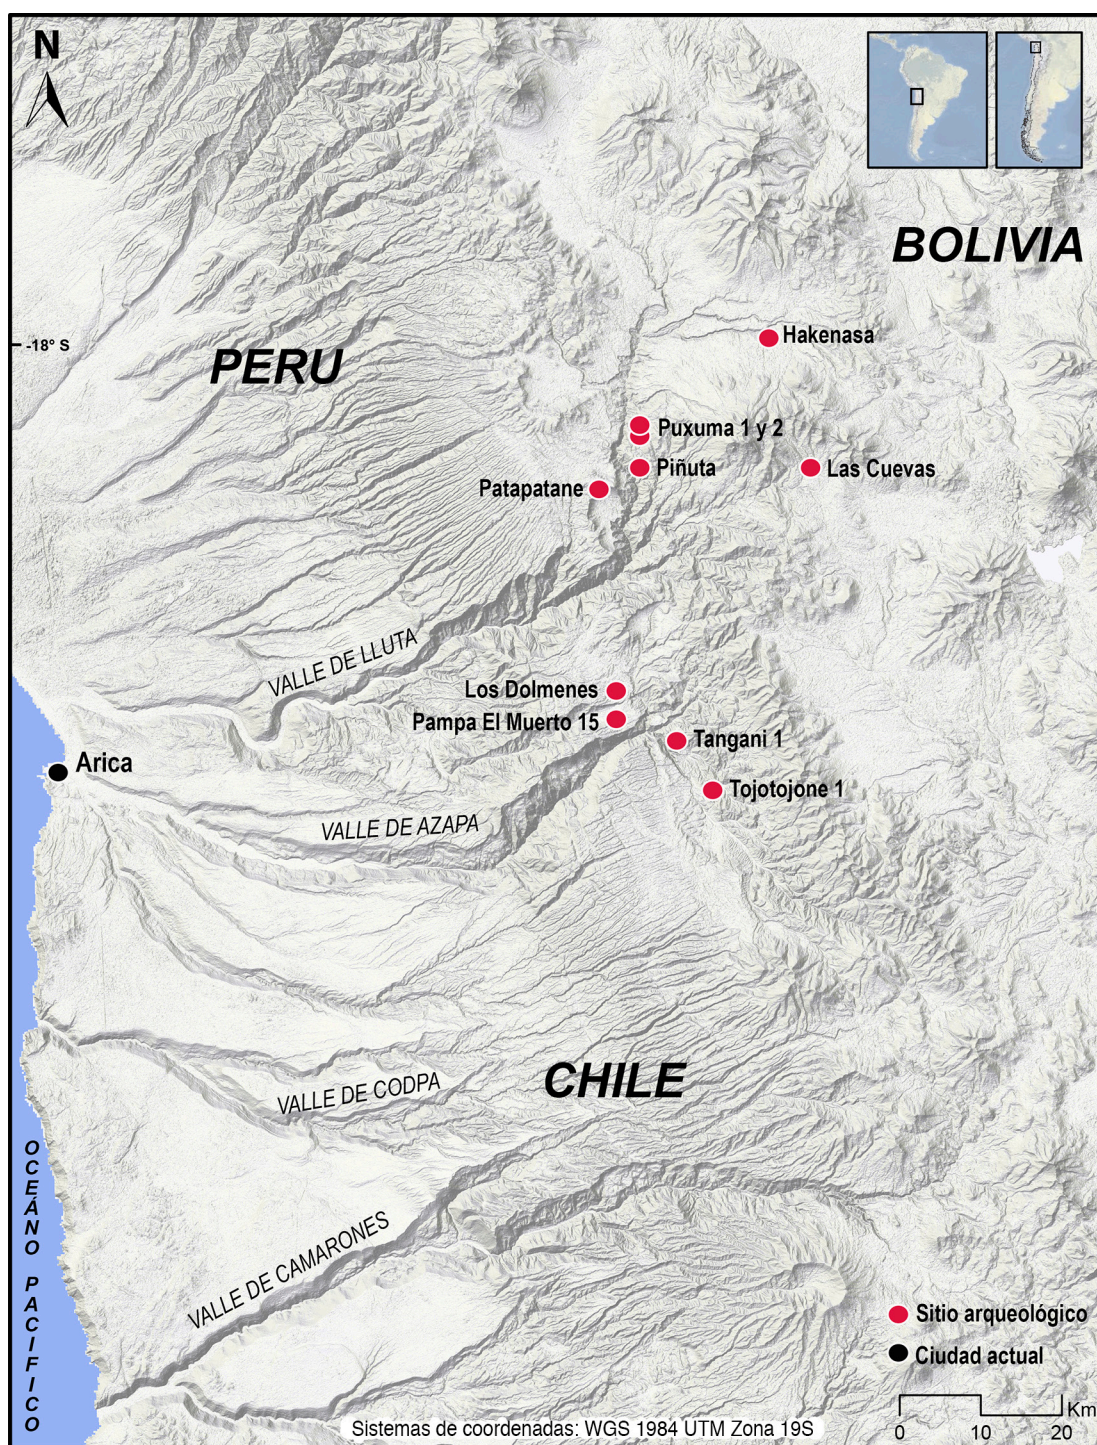 N
BOLIVIA
-18° S
PERU
Hakenasa
Puxuma 1 y 2
Piñuta
Las Cuevas
Patapatane
VALLE DE LLUTA
Los Dolmenes
Pampa El Muerto 15
Tangani 1
Arica
Tojotojone 1
VALLE DE AZAPA
CHILE
VALLE DE CODPA
OCEÁNO PACIFICO
VALLE DE CAMARONES
Sitio arqueológico
Ciudad actual
Km
0 10 20
Sistemas de coordenadas: WGS 1984 UTM Zona 19S